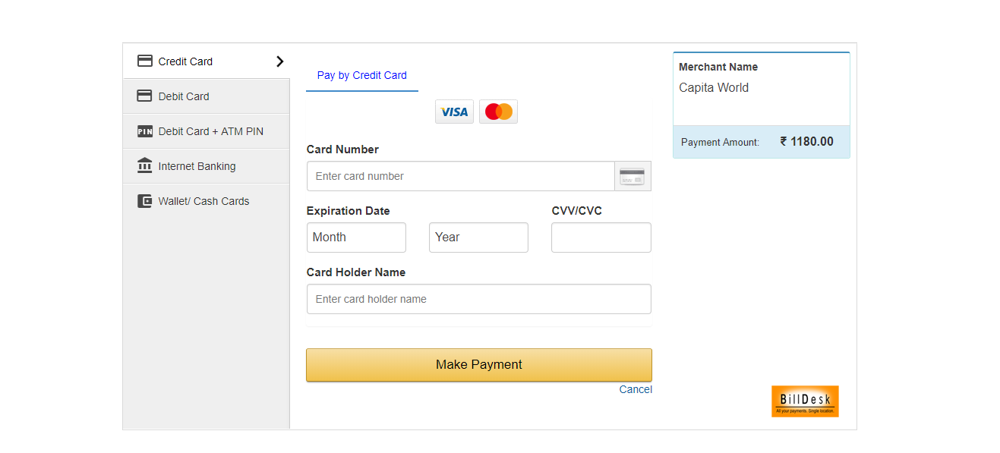 Credit Card
Debit Card
PIN Debit Card + ATM PIN
Internet Banking
Wallet/ Cash Cards
Pay by Credit Card
VISA
Card Number
Enter card number
Expiration Date
CVV/CVC
Month
Year
Card Holder Name
Enter card holder name
Make Payment
Cancel
Merchant Name
Capita World
Payment Amount: ₹ 1180.00
BillDesk
All your payments. Single location.